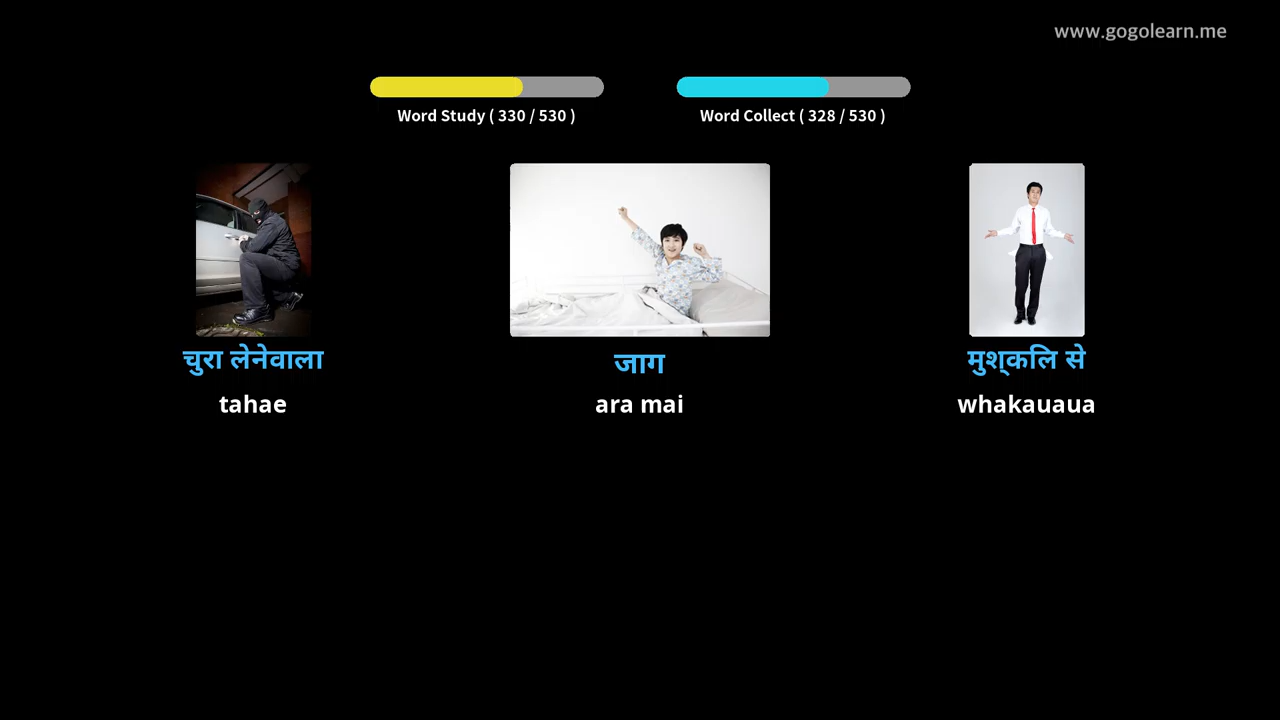 www.gogolearn.me
Word Study ( 330 / 530 )
Word Collect ( 328 / 530 )
चुरा लेनेवाला
जाग
मुश्कलि से
tahae
ara mai
whakauaua